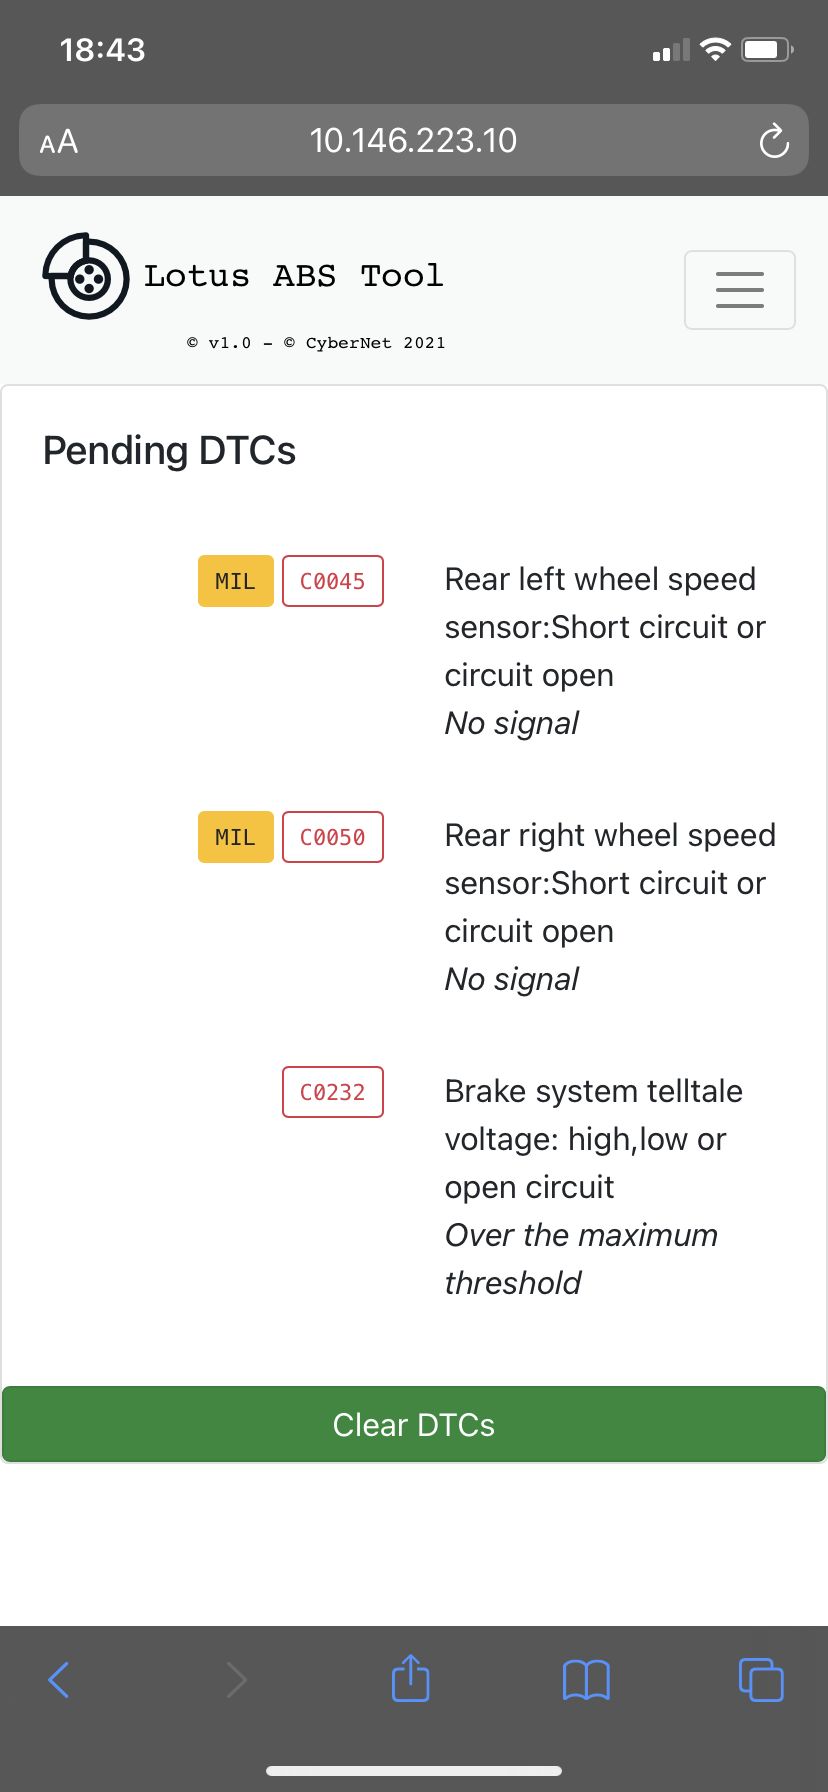 18:43
AA 10.146.223.10
Lotus ABS Tool
© v1.0 - © CyberNet 2021
Pending DTCs
MIL C0045 Rear left wheel speed
sensor:Short circuit or
circuit open
No signal
MIL C0050 Rear right wheel speed
sensor:Short circuit or
circuit open
No signal
C0232 Brake system telltale
voltage: high,low or
open circuit
Over the maximum
threshold
Clear DTCs